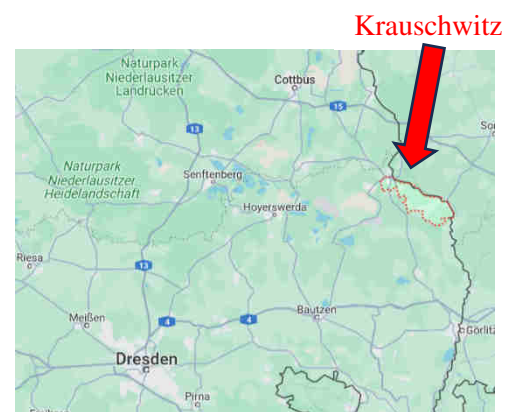 Krauschwitz
Naturpark
Niederlausitzer
Landrücken
Cottbus
15
13
Naturpark
Niederlausitzer
Heidelandschaft
Senftenberg
Hoyerswerda
Riesa
13
Meißen
4
4
Bautzen
Dresden
Pirna